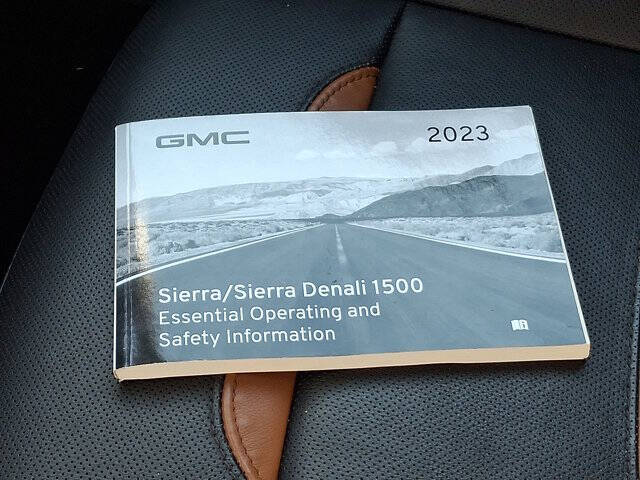 GMC
2023
Sierra/Sierra Denali 1500
Essential Operating and
Safety Information